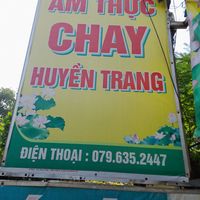 ẨM THỰC
CHAY
HUYỀN TRANG
ĐIỆN THOẠI : 079.635.2447